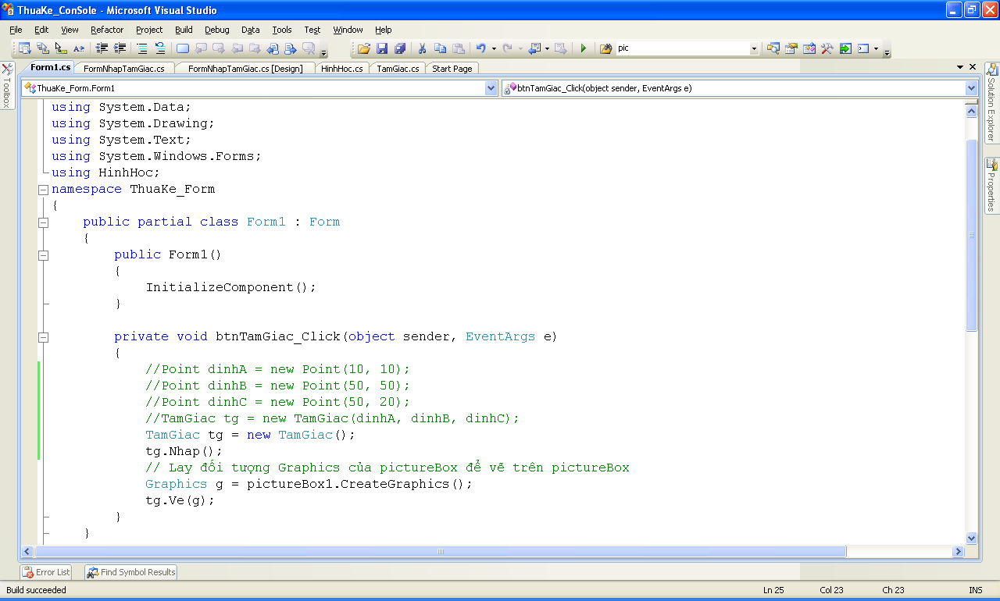 ThuaKe_ConSole - Microsoft Visual Studio
File Edit View Refactor Project Build Debug Data Tools Test Window Help
pic
Form1.cs FormNhapTamGiac.cs FormNhapTamGiac.cs [Design] HinhHoc.cs TamGiac.cs Start Page
ThuaKe_Form.Form1 btnTamGiac_Click(object sender, EventArgs e)
Toolbox
Solution Explorer
Properties
using System.Data;
using System.Drawing;
using System.Text;
using System.Windows.Forms;
using HinhHoc;
namespace ThuaKe_Form
{
public partial class Form1 : Form
{
public Form1()
{
InitializeComponent();
}
private void btnTamGiac_Click(object sender, EventArgs e)
{
//Point dinhA = new Point(10, 10);
//Point dinhB = new Point(50, 50);
//Point dinhC = new Point(50, 20);
//TamGiac tg = new TamGiac(dinhA, dinhB, dinhC);
TamGiac tg = new TamGiac();
tg.Nhap();
// Lay đối tượng Graphics của pictureBox để vẽ trên pictureBox
Graphics g = pictureBox1.CreateGraphics();
tg.Ve(g);
}
}
Error List Find Symbol Results
Build succeeded Ln 25 Col 23 Ch 23 INS